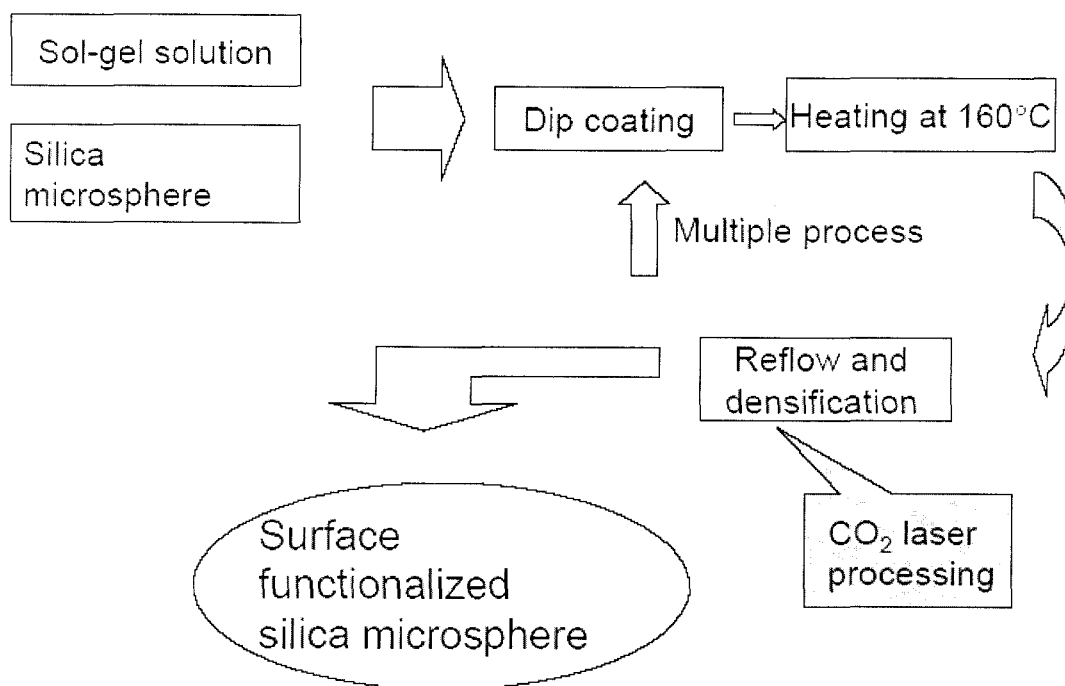 Sol-gel solution
Silica
microsphere
Dip coating
Heating at 160°C
Multiple process
Reflow and
densification
CO₂ laser
processing
Surface
functionalized
silica microsphere